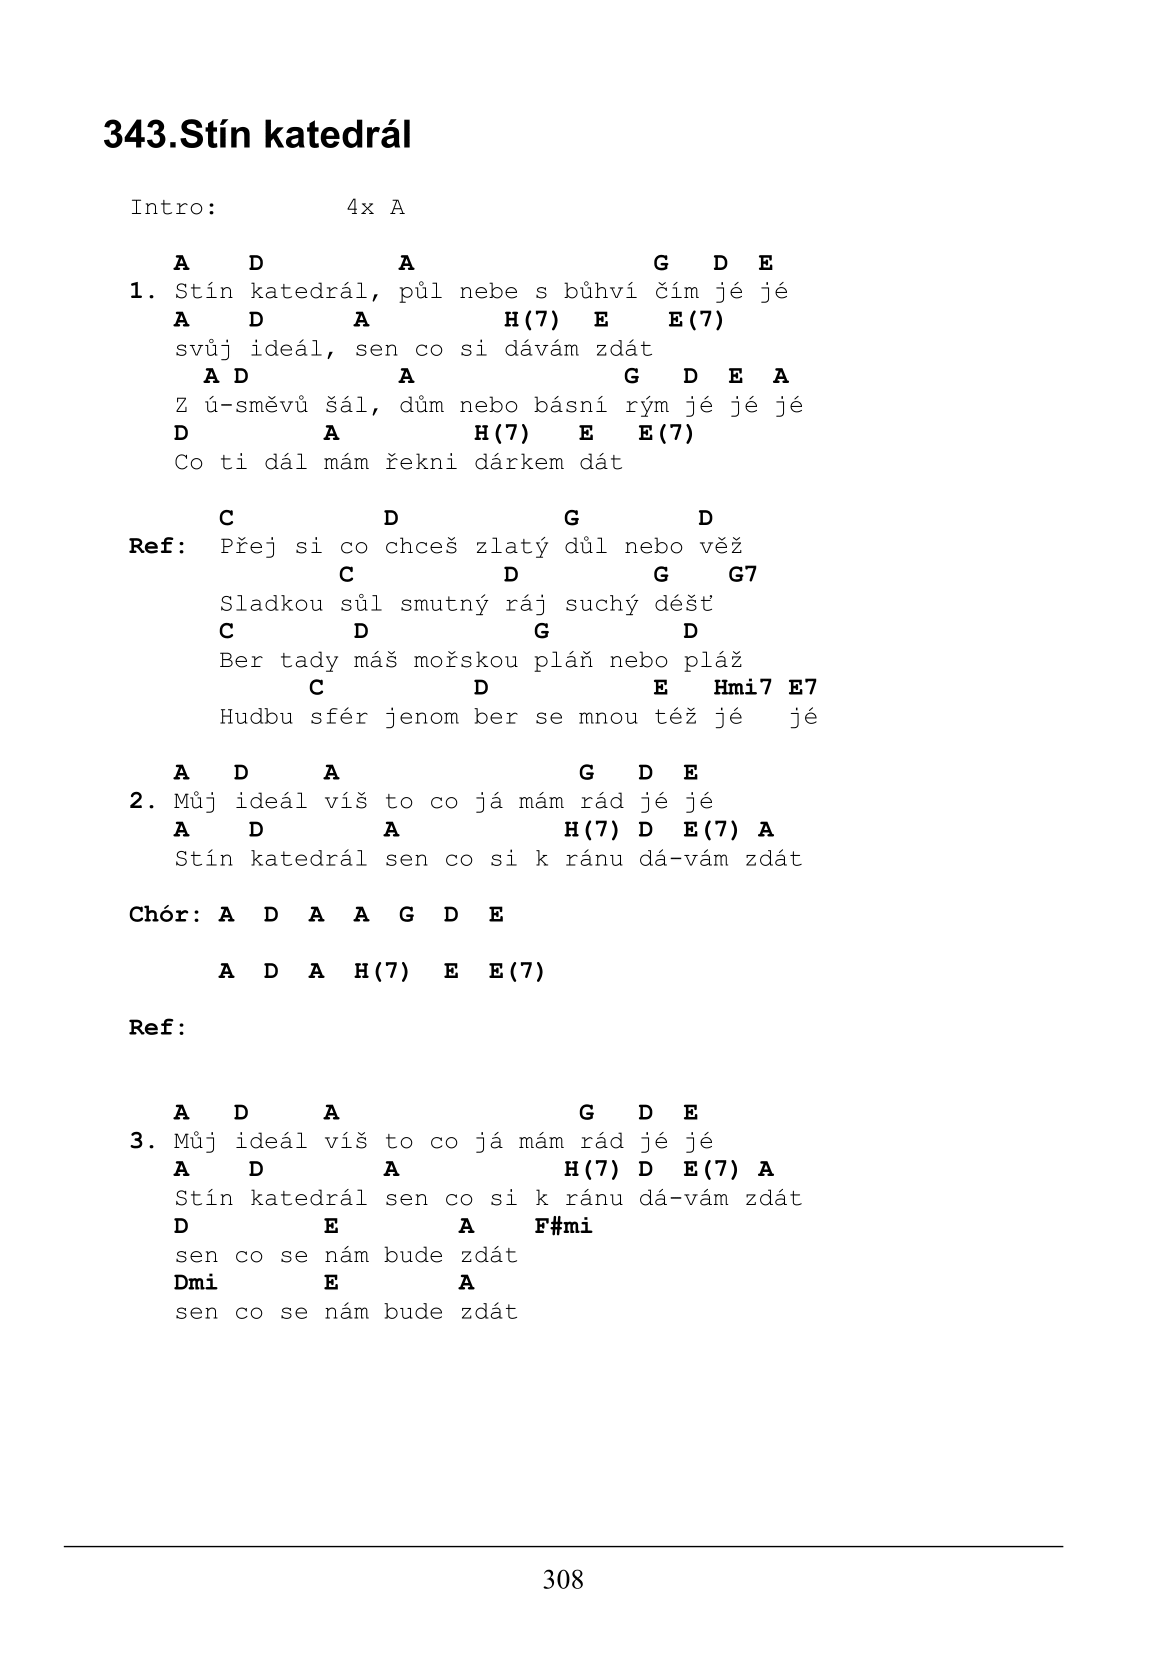 343.Stín katedrál
Intro:         4x A
   A    D         A                G   D  E
1. Stín katedrál, půl nebe s bůhví čím jé jé
   A    D      A         H(7)  E    E(7)
   svůj ideál, sen co si dávám zdát
     A D          A              G   D  E  A
   Z ú-směvů šál, dům nebo básní rým jé jé jé
   D         A         H(7)   E   E(7)
   Co ti dál mám řekni dárkem dát
      C          D           G        D
Ref:  Přej si co chceš zlatý důl nebo věž
              C          D         G    G7
      Sladkou sůl smutný ráj suchý déšť
      C        D           G         D
      Ber tady máš mořskou pláň nebo pláž
            C          D           E   Hmi7 E7
      Hudbu sfér jenom ber se mnou též jé   jé
   A   D     A                G   D  E
2. Můj ideál víš to co já mám rád jé jé
   A    D        A           H(7) D  E(7) A
   Stín katedrál sen co si k ránu dá-vám zdát
Chór: A  D  A  A  G  D  E
      A  D  A  H(7)  E  E(7)
Ref:
   A   D     A                G   D  E
3. Můj ideál víš to co já mám rád jé jé
   A    D        A           H(7) D  E(7) A
   Stín katedrál sen co si k ránu dá-vám zdát
   D         E        A    F#mi
   sen co se nám bude zdát
   Dmi       E        A
   sen co se nám bude zdát
308